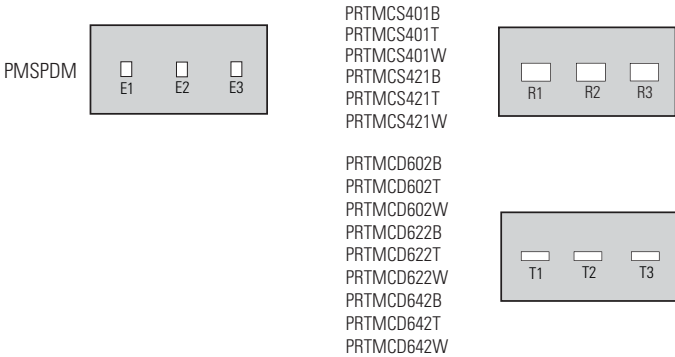 PMSPDM
E1 E2 E3
PRTMCS401B
PRTMCS401T
PRTMCS401W
PRTMCS421B
PRTMCS421T
PRTMCS421W
R1 R2 R3
PRTMCD602B
PRTMCD602T
PRTMCD602W
PRTMCD622B
PRTMCD622T
PRTMCD622W
PRTMCD642B
PRTMCD642T
PRTMCD642W
T1 T2 T3